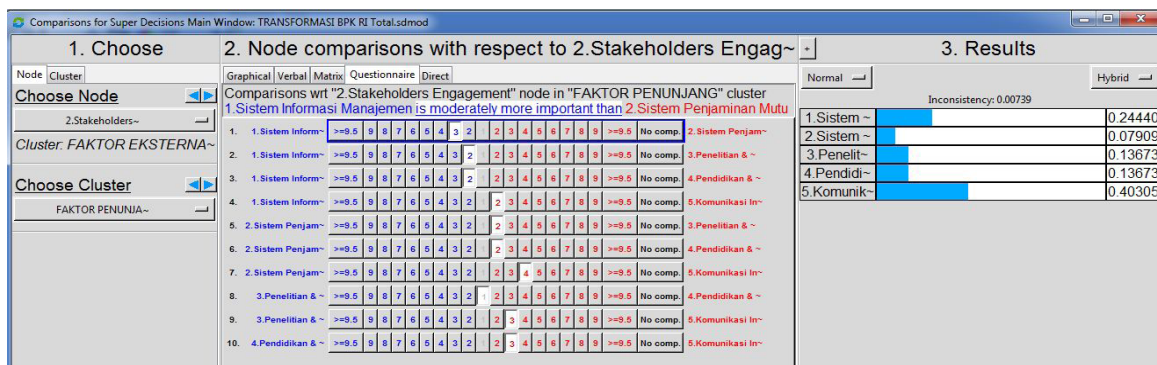 Comparisons for Super Decisions Main Window: TRANSFORMASI BPK RI Total.sdmod
1. Choose
Node Cluster
Choose Node
2.Stakeholders~
Cluster: FAKTOR EKSTERNA~
Choose Cluster
FAKTOR PENUNJA~
2. Node comparisons with respect to 2.Stakeholders Engag~
Graphical Verbal Matrix Questionnaire Direct
Comparisons wrt "2.Stakeholders Engagement" node in "FAKTOR PENUNJANG" cluster
1.Sistem Informasi Manajemen is moderately more important than 2.Sistem Penjaminan Mutu
1. 1.Sistem Inform~ >=9.5 9 8 7 6 5 4 3 2 1 2 3 4 5 6 7 8 9 >=9.5 No comp. 2.Sistem Penjam~
2. 1.Sistem Inform~ >=9.5 9 8 7 6 5 4 3 2 1 2 3 4 5 6 7 8 9 >=9.5 No comp. 3.Penelitian & ~
3. 1.Sistem Inform~ >=9.5 9 8 7 6 5 4 3 2 1 2 3 4 5 6 7 8 9 >=9.5 No comp. 4.Pendidikan & ~
4. 1.Sistem Inform~ >=9.5 9 8 7 6 5 4 3 2 1 2 3 4 5 6 7 8 9 >=9.5 No comp. 5.Komunikasi In~
5. 2.Sistem Penjam~ >=9.5 9 8 7 6 5 4 3 2 1 2 3 4 5 6 7 8 9 >=9.5 No comp. 3.Penelitian & ~
6. 2.Sistem Penjam~ >=9.5 9 8 7 6 5 4 3 2 1 2 3 4 5 6 7 8 9 >=9.5 No comp. 4.Pendidikan & ~
7. 2.Sistem Penjam~ >=9.5 9 8 7 6 5 4 3 2 1 2 3 4 5 6 7 8 9 >=9.5 No comp. 5.Komunikasi In~
8. 3.Penelitian & ~ >=9.5 9 8 7 6 5 4 3 2 1 2 3 4 5 6 7 8 9 >=9.5 No comp. 4.Pendidikan & ~
9. 3.Penelitian & ~ >=9.5 9 8 7 6 5 4 3 2 1 2 3 4 5 6 7 8 9 >=9.5 No comp. 5.Komunikasi In~
10. 4.Pendidikan & ~ >=9.5 9 8 7 6 5 4 3 2 1 2 3 4 5 6 7 8 9 >=9.5 No comp. 5.Komunikasi In~
+ 3. Results
Normal Hybrid
Inconsistency: 0.00739
1.Sistem ~ 0.24440
2.Sistem ~ 0.07909
3.Penelit~ 0.13673
4.Pendidi~ 0.13673
5.Komunik~ 0.40305